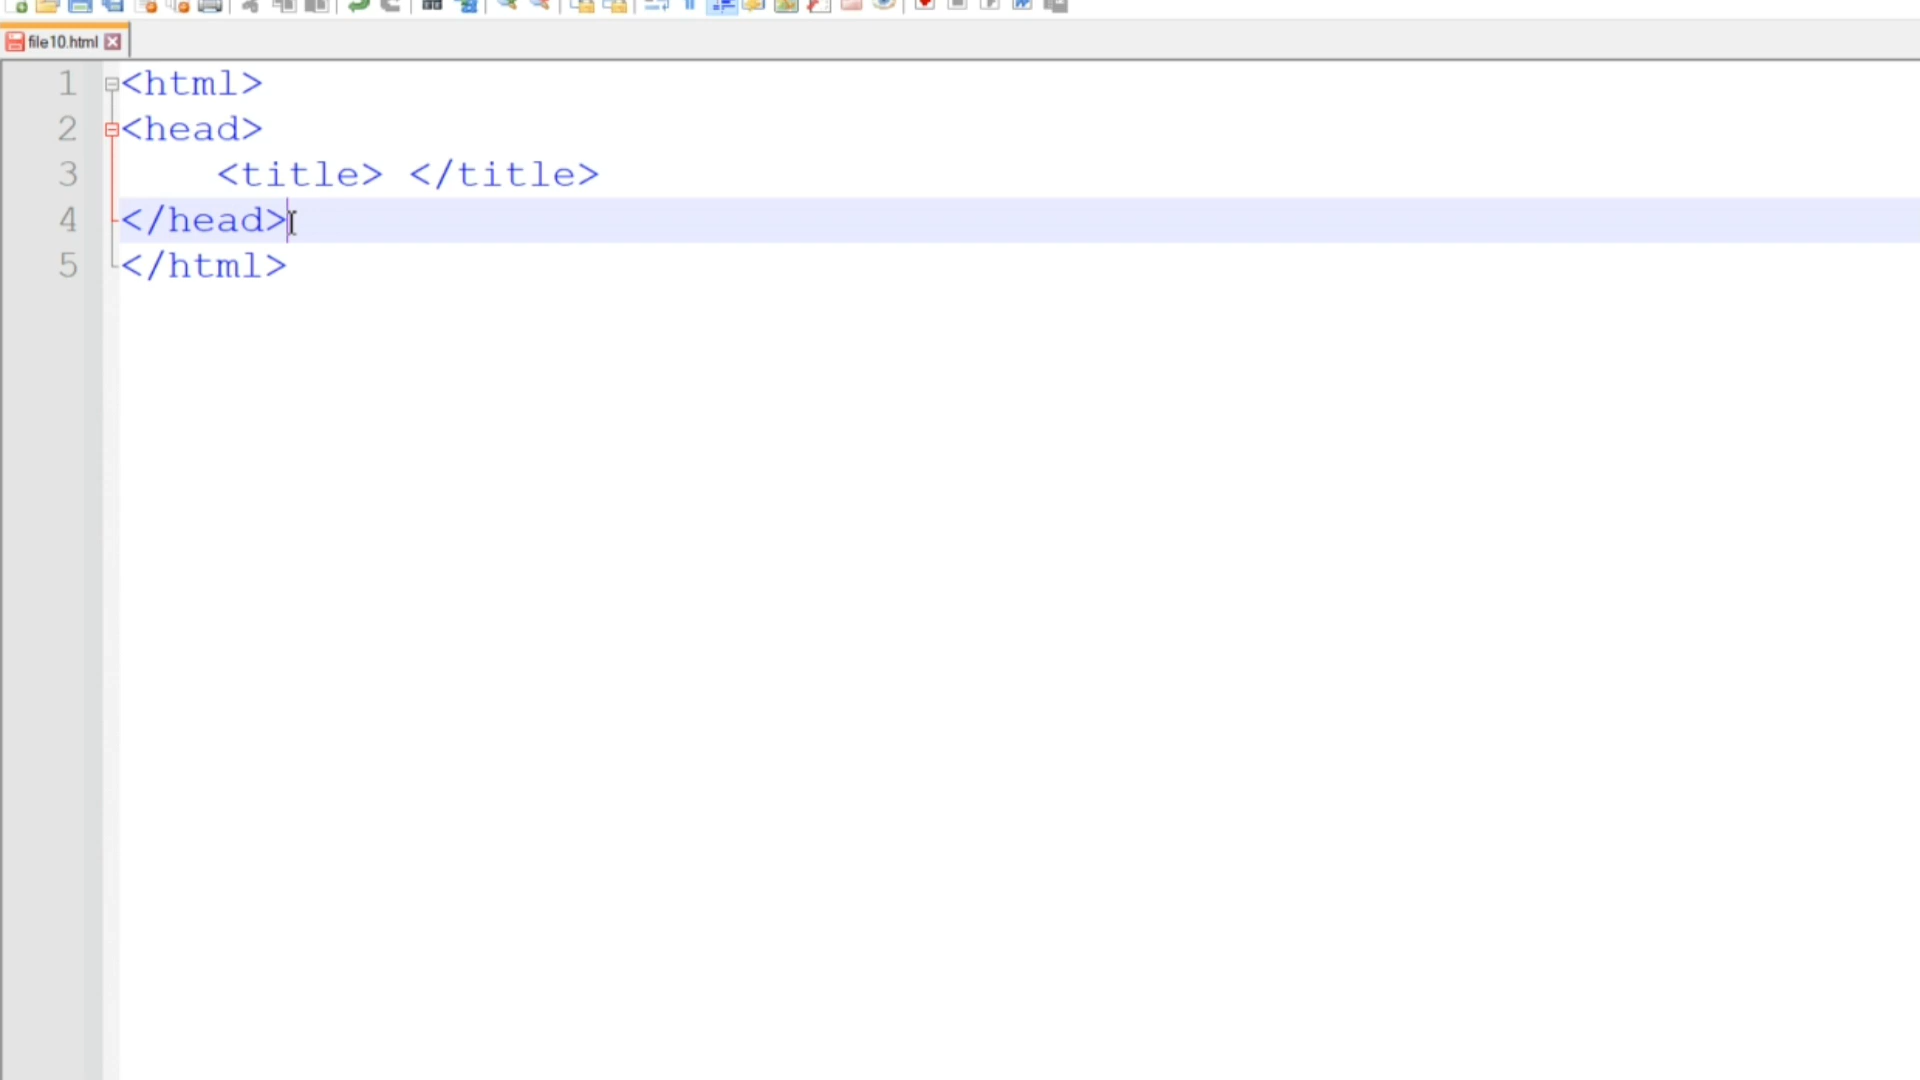 file10.html
1 <html>
2 <head>
3 <title> </title>
4 </head>
5 </html>